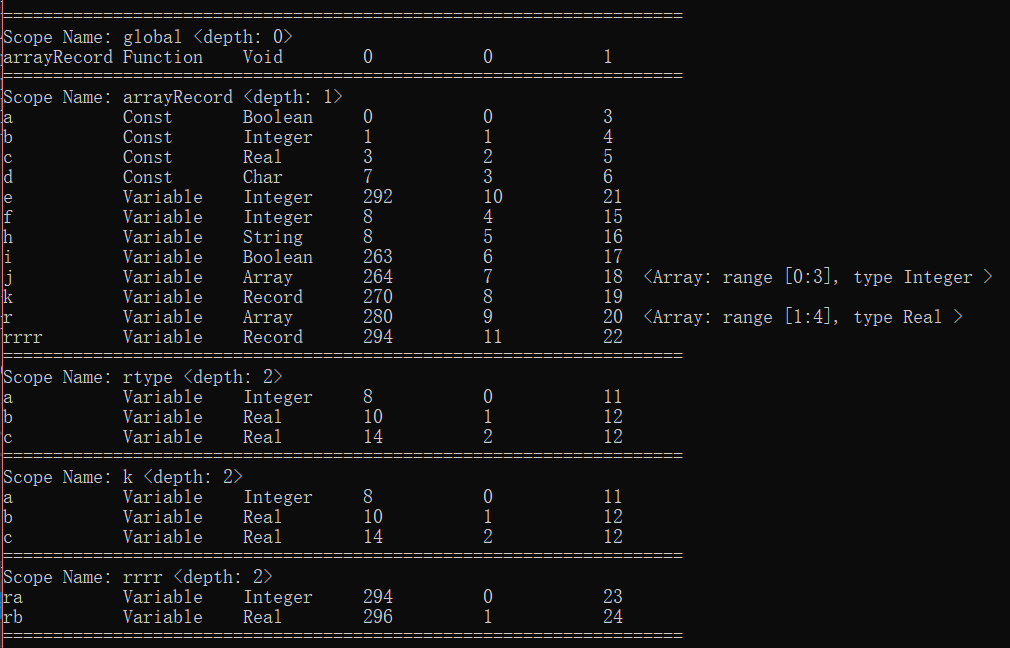 ====================================================================
Scope Name: global <depth: 0>
arrayRecord Function    Void        0           0           1
====================================================================
Scope Name: arrayRecord <depth: 1>
a           Const       Boolean     0           0           3
b           Const       Integer     1           1           4
c           Const       Real        3           2           5
d           Const       Char        7           3           6
e           Variable    Integer     292         10          21
f           Variable    Integer     8           4           15
h           Variable    String      8           5           16
i           Variable    Boolean     263         6           17
j           Variable    Array       264         7           18  <Array: range [0:3], type Integer >
k           Variable    Record      270         8           19
r           Variable    Array       280         9           20  <Array: range [1:4], type Real >
rrrr        Variable    Record      294         11          22
====================================================================
Scope Name: rtype <depth: 2>
a           Variable    Integer     8           0           11
b           Variable    Real        10          1           12
c           Variable    Real        14          2           12
====================================================================
Scope Name: k <depth: 2>
a           Variable    Integer     8           0           11
b           Variable    Real        10          1           12
c           Variable    Real        14          2           12
====================================================================
Scope Name: rrrr <depth: 2>
ra          Variable    Integer     294         0           23
rb          Variable    Real        296         1           24
====================================================================